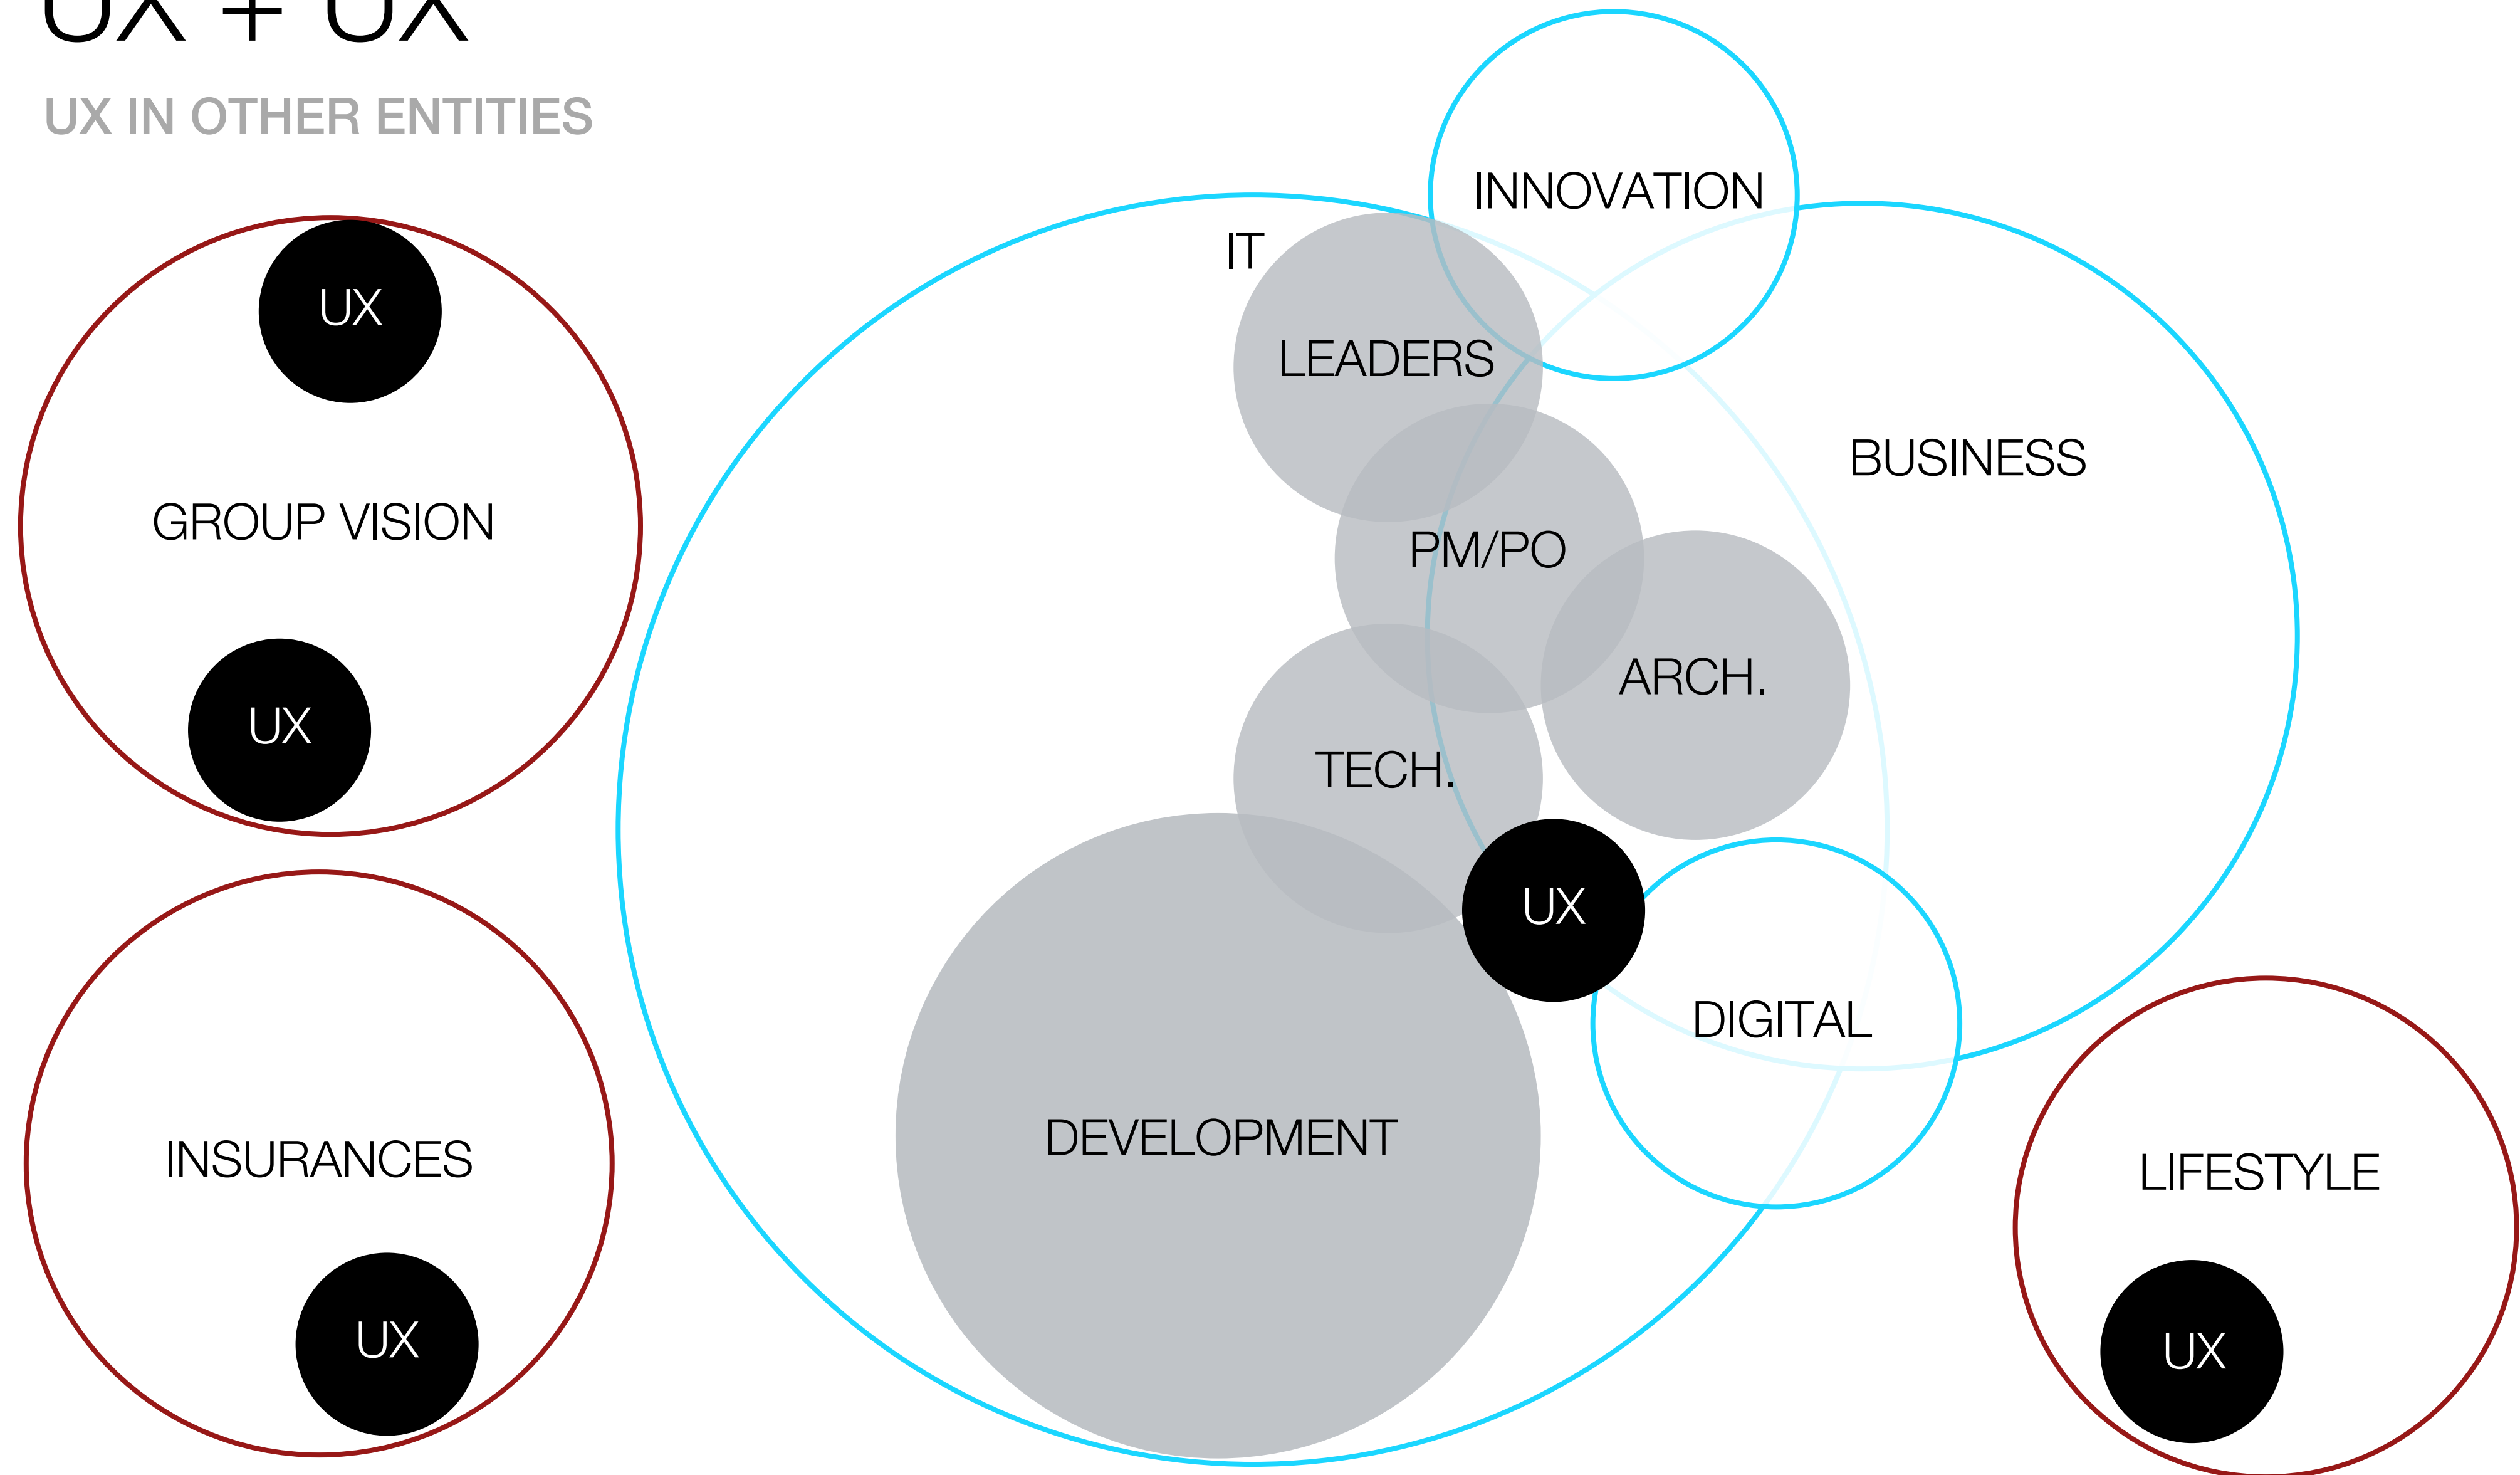 UX + UX
UX IN OTHER ENTITIES
INNOVATION
IT
UX
LEADERS
BUSINESS
GROUP VISION
PM/PO
ARCH.
UX
TECH.
UX
DIGITAL
DEVELOPMENT
INSURANCES
LIFESTYLE
UX
UX